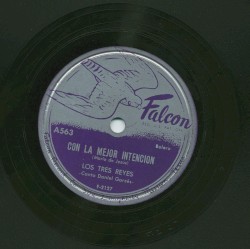 Falcon
A563
Bolero
CON LA MEJOR INTENCION
LOS TRES REYES